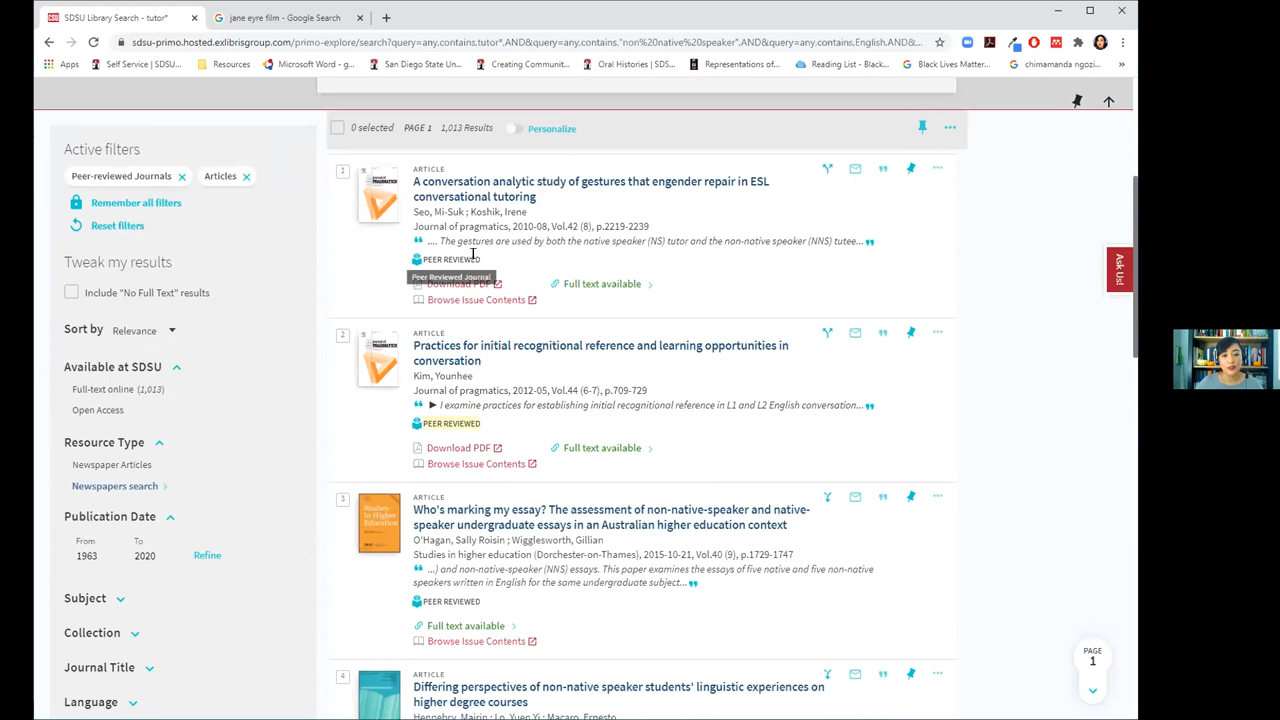 SDSU Library Search - tutor*
jane eyre film - Google Search
sdsu-primo.hosted.exlibrisgroup.com/primo-explore/search?query=any,contains,tutor*,AND&query=any,contains,"non%20native%20speaker",AND&query=any,contains,English,AND&...
Apps
Self Service | SDSU...
Resources
Microsoft Word - g...
San Diego State Un...
Creating Communit...
Oral Histories | SDS...
Representations of...
Reading List - Black...
Black Lives Matter...
chimamanda ngozi...
0 selected PAGE 1 1,013 Results Personalize
Active filters
Peer-reviewed Journals
Articles
Remember all filters
Reset filters
Tweak my results
Include "No Full Text" results
Sort by Relevance
Available at SDSU
Full-text online (1,013)
Open Access
Resource Type
Newspaper Articles
Newspapers search
Publication Date
From To
1963 2020 Refine
Subject
Collection
Journal Title
Language
1
ARTICLE
A conversation analytic study of gestures that engender repair in ESL
conversational tutoring
Seo, Mi-Suk ; Koshik, Irene
Journal of pragmatics, 2010-08, Vol.42 (8), p.2219-2239
.... The gestures are used by both the native speaker (NS) tutor and the non-native speaker (NNS) tutee...
PEER REVIEWED
Peer Reviewed Journal
Download PDF Full text available
Browse Issue Contents
2
ARTICLE
Practices for initial recognitional reference and learning opportunities in
conversation
Kim, Younhee
Journal of pragmatics, 2012-05, Vol.44 (6-7), p.709-729
► I examine practices for establishing initial recognitional reference in L1 and L2 English conversation...
PEER REVIEWED
Download PDF Full text available
Browse Issue Contents
3
ARTICLE
Who's marking my essay? The assessment of non-native-speaker and native-
speaker undergraduate essays in an Australian higher education context
O'Hagan, Sally Roisin ; Wigglesworth, Gillian
Studies in higher education (Dorchester-on-Thames), 2015-10-21, Vol.40 (9), p.1729-1747
...) and non-native-speaker (NNS) essays. This paper examines the essays of five native and five non-native
speakers written in English for the same undergraduate subject...
PEER REVIEWED
Full text available
Browse Issue Contents
4
ARTICLE
Differing perspectives of non-native speaker students' linguistic experiences on
higher degree courses
Hennebry, Mairin ; Lo, Yuen Yi ; Macaro, Ernesto
Ask Us!
PAGE
1